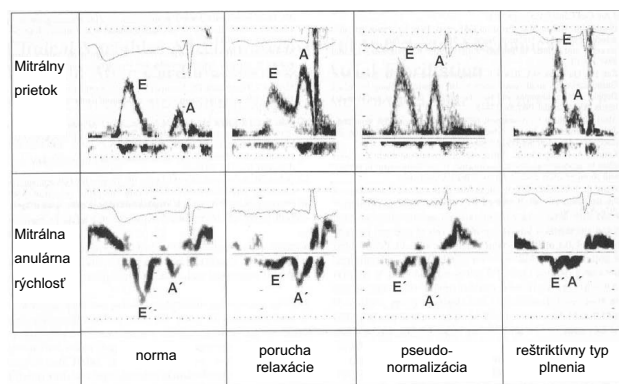 Mitrálny
prietok
E
A
E
A
E
A
E
A
Mitrálna
anulárna
rýchlosť
E´
A´
E´
A´
E´
A´
E´ A´
norma
porucha
relaxácie
pseudo-
normalizácia
reštriktívny typ
plnenia